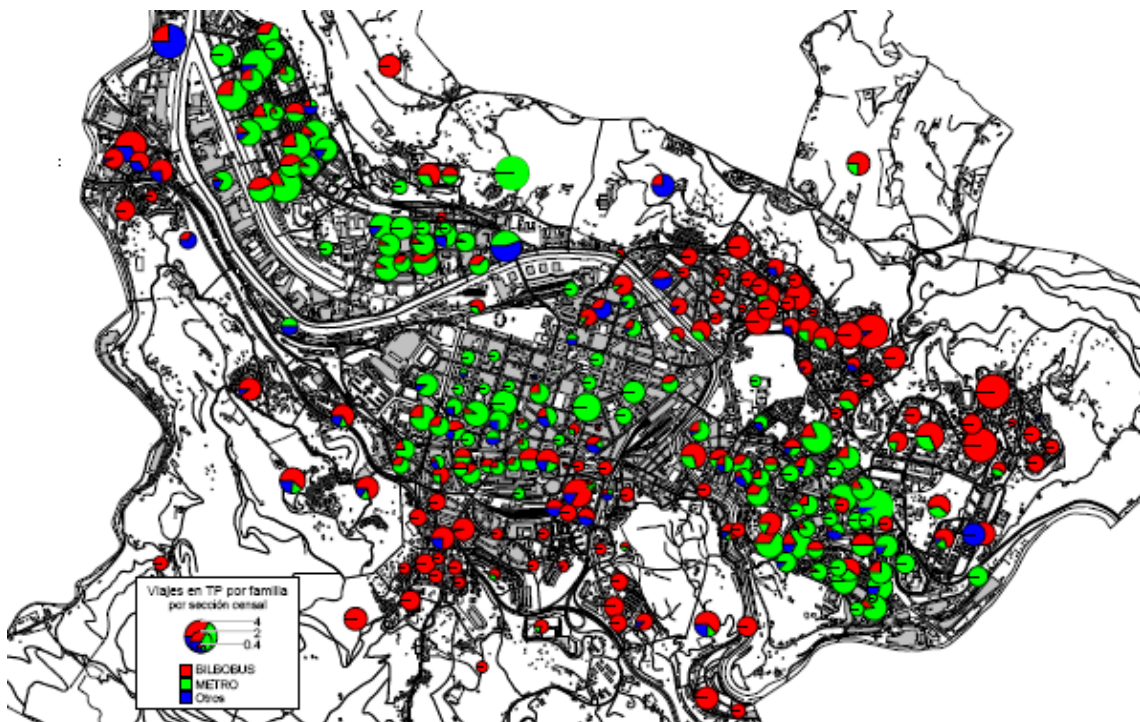 Viajes en TP por familia
por sección censal
4
2
0.4
BILBOBUS
METRO
Otros